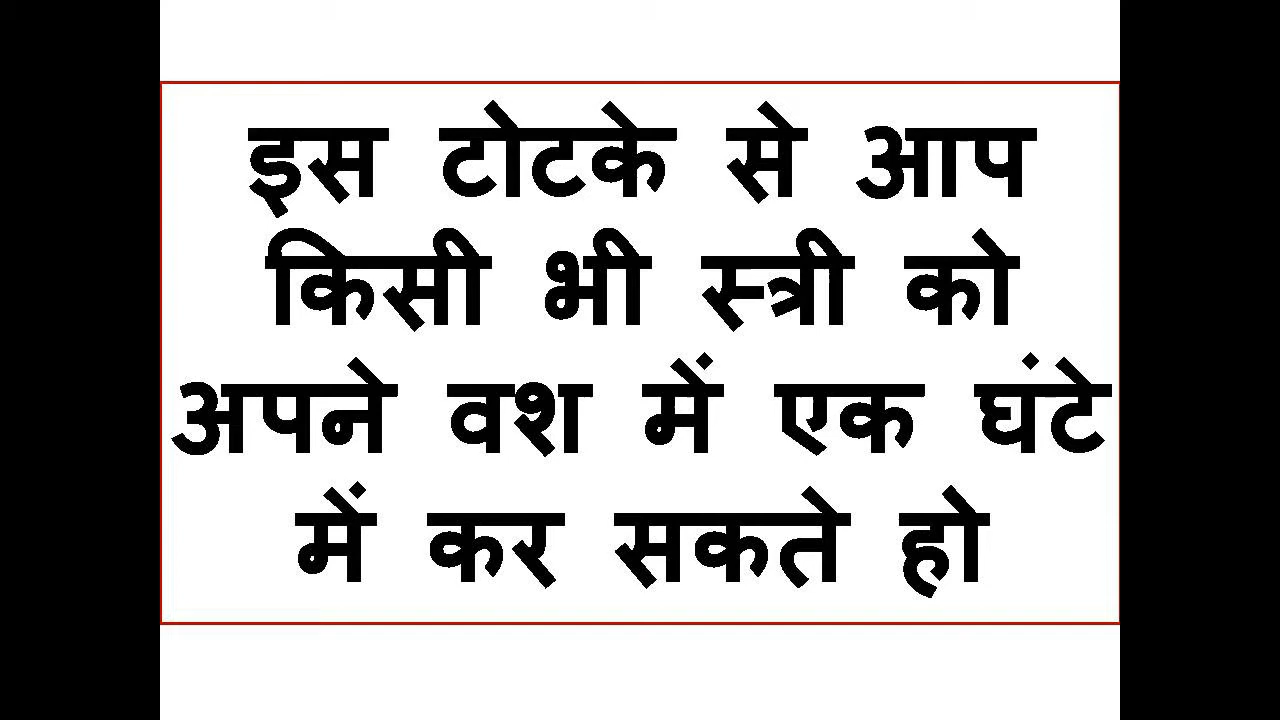 इस टोटके से आप
किसी भी स्त्री को
अपने वश में एक घंटे
में कर सकते हो